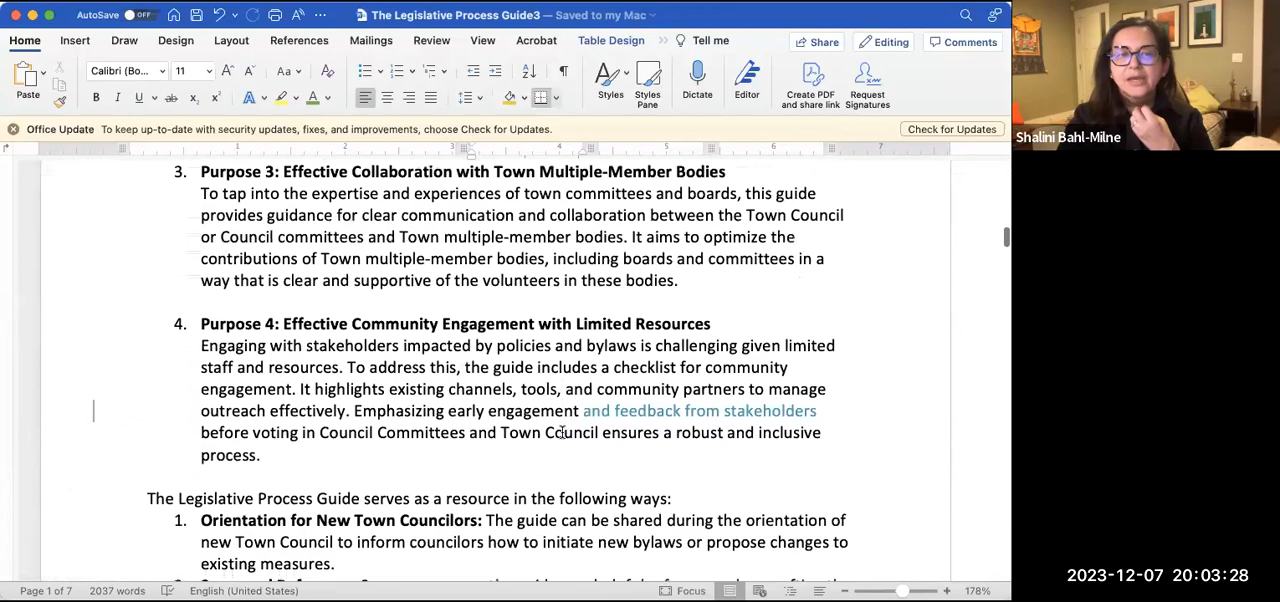 AutoSave OFF
The Legislative Process Guide3 — Saved to my Mac
Home Insert Draw Design Layout References Mailings Review View Acrobat Table Design Tell me Share Editing Comments
Paste
Calibri (Bo... 11
Styles
Styles Pane
Dictate
Editor
Create PDF and share link
Request Signatures
Office Update To keep up-to-date with security updates, fixes, and improvements, choose Check for Updates. Check for Updates
1 2 3 4 5 6 7
3. Purpose 3: Effective Collaboration with Town Multiple-Member Bodies
To tap into the expertise and experiences of town committees and boards, this guide
provides guidance for clear communication and collaboration between the Town Council
or Council committees and Town multiple-member bodies. It aims to optimize the
contributions of Town multiple-member bodies, including boards and committees in a
way that is clear and supportive of the volunteers in these bodies.
4. Purpose 4: Effective Community Engagement with Limited Resources
Engaging with stakeholders impacted by policies and bylaws is challenging given limited
staff and resources. To address this, the guide includes a checklist for community
engagement. It highlights existing channels, tools, and community partners to manage
outreach effectively. Emphasizing early engagement and feedback from stakeholders
before voting in Council Committees and Town Council ensures a robust and inclusive
process.
The Legislative Process Guide serves as a resource in the following ways:
1. Orientation for New Town Councilors: The guide can be shared during the orientation of
new Town Council to inform councilors how to initiate new bylaws or propose changes to
existing measures.
Page 1 of 7 2037 words English (United States) Focus 178%
Shalini Bahl-Milne
2023-12-07 20:03:28